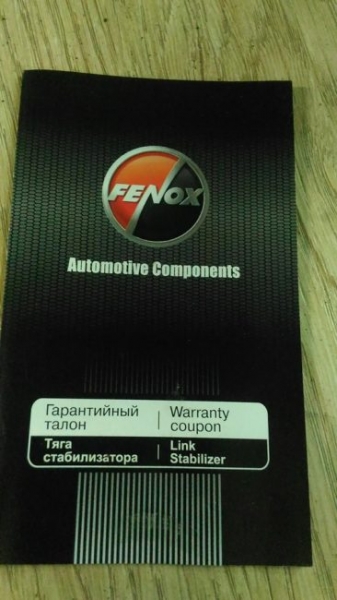 FENOX
Automotive Components
Гарантийный талон
Warranty coupon
Тяга стабилизатора
Link Stabilizer